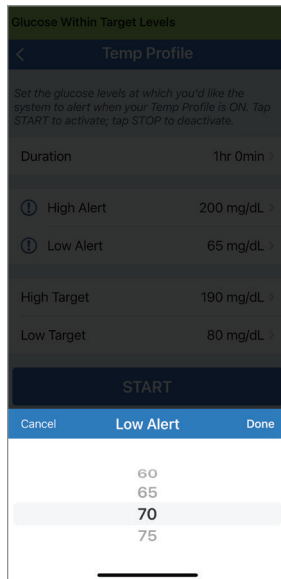 Glucose Within Target Levels
Temp Profile
Set the glucose levels at which you'd like the
system to alert when your Temp Profile is ON. Tap
START to activate; tap STOP to deactivate.
Duration 1hr 0min
High Alert 200 mg/dL
Low Alert 65 mg/dL
High Target 190 mg/dL
Low Target 80 mg/dL
START
Cancel Low Alert Done
60
65
70
75